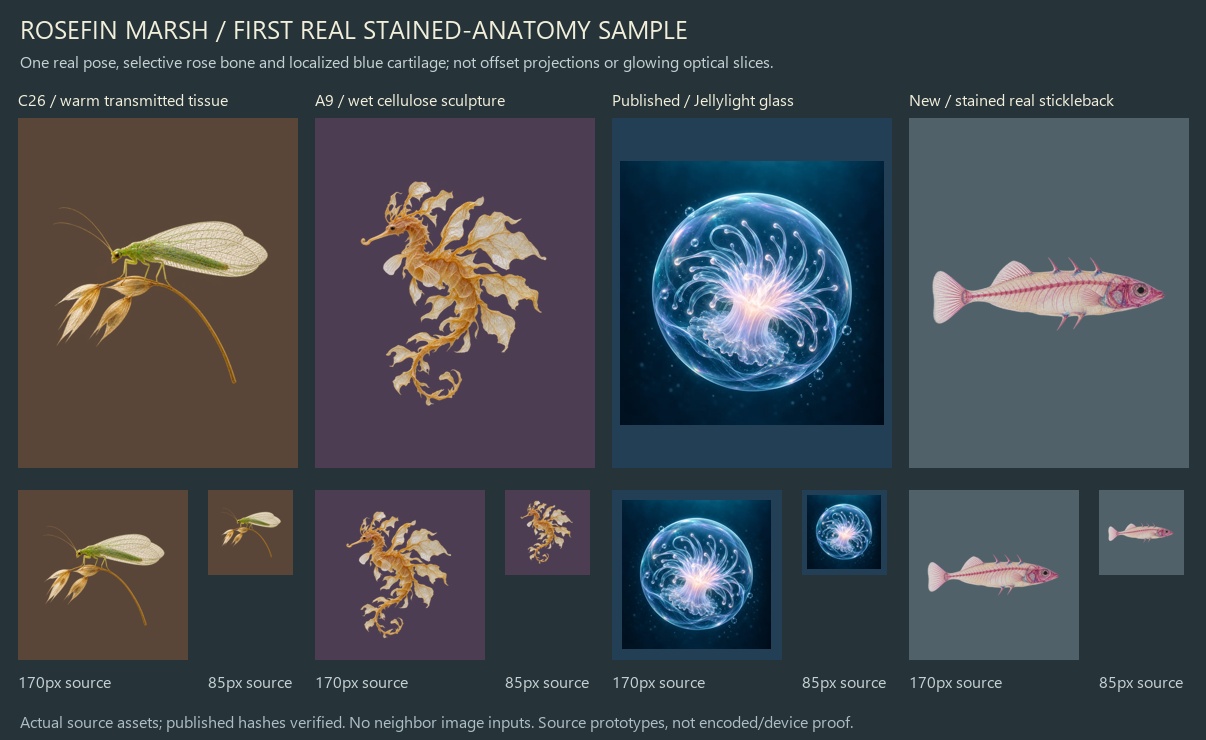 ROSEFIN MARSH / FIRST REAL STAINED-ANATOMY SAMPLE
One real pose, selective rose bone and localized blue cartilage; not offset projections or glowing optical slices.
C26 / warm transmitted tissue
A9 / wet cellulose sculpture
Published / Jellylight glass
New / stained real stickleback
170px source
85px source
170px source
85px source
170px source
85px source
170px source
85px source
Actual source assets; published hashes verified. No neighbor image inputs. Source prototypes, not encoded/device proof.